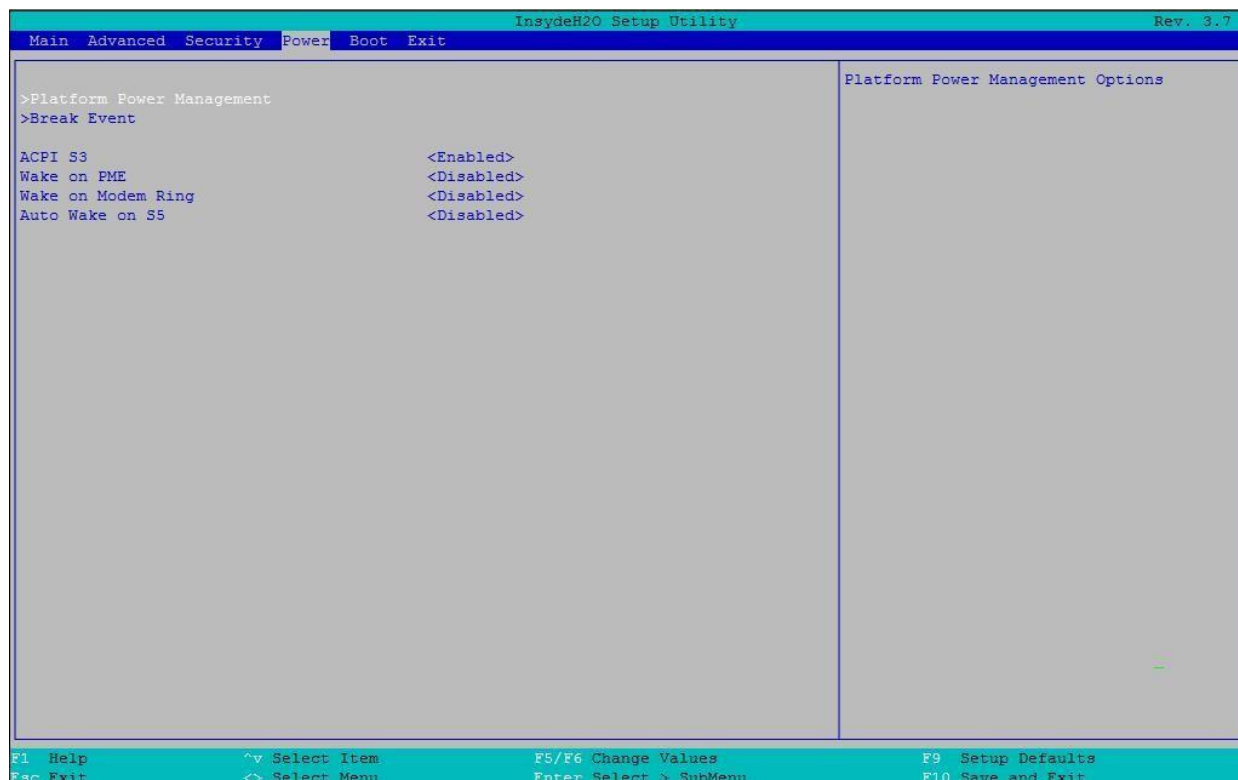 InsydeH2O Setup Utility Rev. 3.7
Main Advanced Security Power Boot Exit
Platform Power Management Options
>Platform Power Management
>Break Event
ACPI S3 <Enabled>
Wake on PME <Disabled>
Wake on Modem Ring <Disabled>
Auto Wake on S5 <Disabled>
F1 Help ^v Select Item F5/F6 Change Values F9 Setup Defaults
Esc Exit <> Select Menu Enter Select > SubMenu F10 Save and Exit